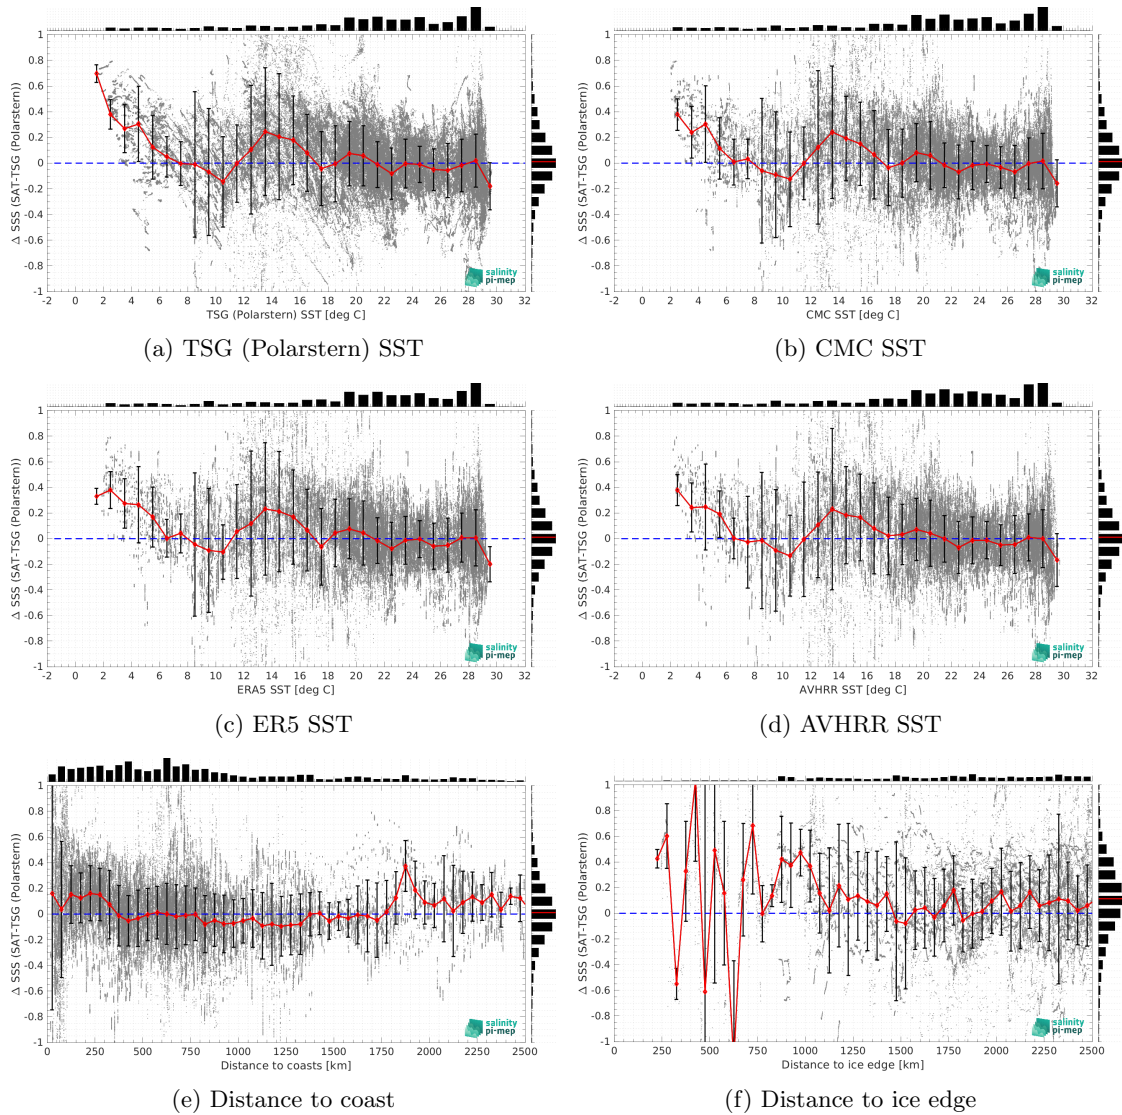 1
0.8
0.6
0.4
0.2
0
-0.2
-0.4
-0.6
-0.8
-1
Δ SSS (SAT-TSG (Polarstern))
salinity
pi-mep
-2 0 2 4 6 8 10 12 14 16 18 20 22 24 26 28 30 32
TSG (Polarstern) SST [deg C]
(a) TSG (Polarstern) SST
1
0.8
0.6
0.4
0.2
0
-0.2
-0.4
-0.6
-0.8
-1
Δ SSS (SAT-TSG (Polarstern))
salinity
pi-mep
-2 0 2 4 6 8 10 12 14 16 18 20 22 24 26 28 30 32
CMC SST [deg C]
(b) CMC SST
1
0.8
0.6
0.4
0.2
0
-0.2
-0.4
-0.6
-0.8
-1
Δ SSS (SAT-TSG (Polarstern))
salinity
pi-mep
-2 0 2 4 6 8 10 12 14 16 18 20 22 24 26 28 30 32
ERA5 SST [deg C]
(c) ER5 SST
1
0.8
0.6
0.4
0.2
0
-0.2
-0.4
-0.6
-0.8
-1
Δ SSS (SAT-TSG (Polarstern))
salinity
pi-mep
-2 0 2 4 6 8 10 12 14 16 18 20 22 24 26 28 30 32
AVHRR SST [deg C]
(d) AVHRR SST
1
0.8
0.6
0.4
0.2
0
-0.2
-0.4
-0.6
-0.8
-1
Δ SSS (SAT-TSG (Polarstern))
salinity
pi-mep
0 250 500 750 1000 1250 1500 1750 2000 2250 2500
Distance to coasts [km]
(e) Distance to coast
1
0.8
0.6
0.4
0.2
0
-0.2
-0.4
-0.6
-0.8
-1
Δ SSS (SAT-TSG (Polarstern))
salinity
pi-mep
0 250 500 750 1000 1250 1500 1750 2000 2250 2500
Distance to ice edge [km]
(f) Distance to ice edge